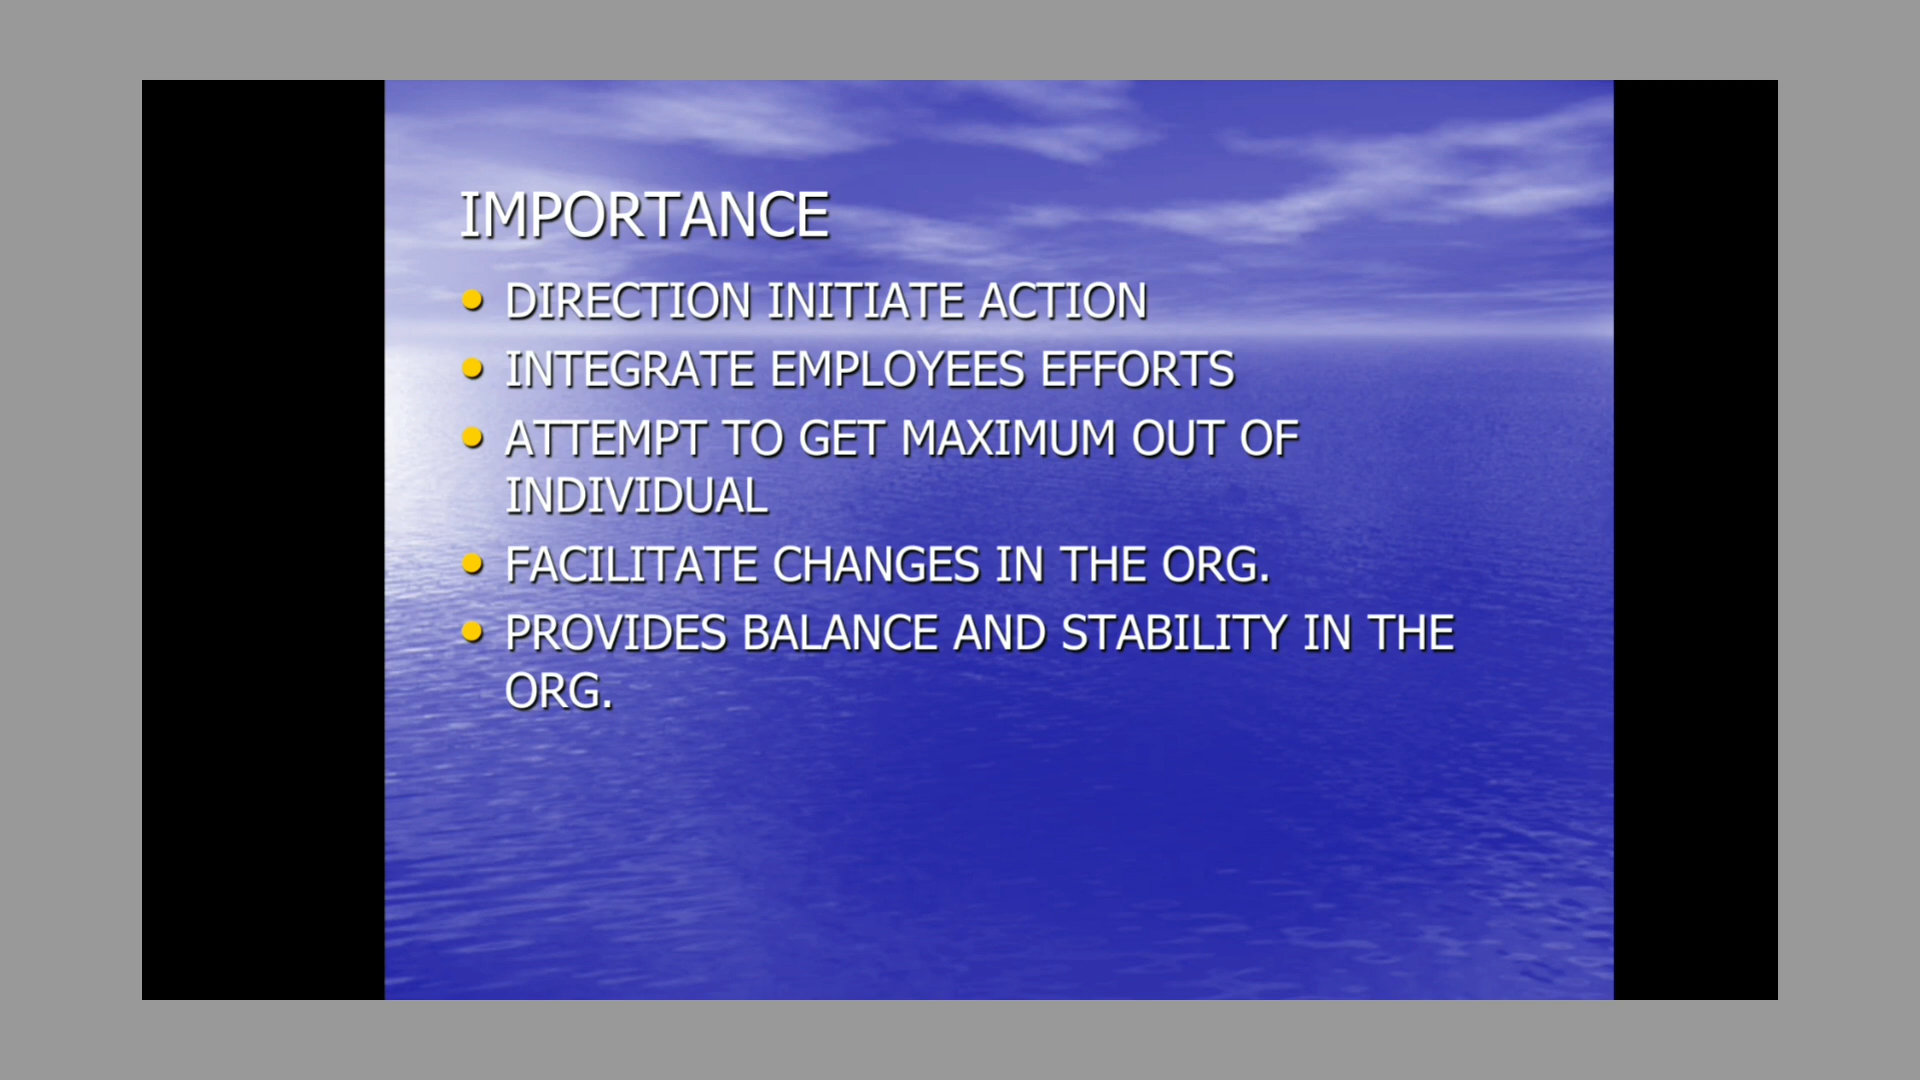 IMPORTANCE
• DIRECTION INITIATE ACTION
• INTEGRATE EMPLOYEES EFFORTS
• ATTEMPT TO GET MAXIMUM OUT OF
INDIVIDUAL
• FACILITATE CHANGES IN THE ORG.
• PROVIDES BALANCE AND STABILITY IN THE
ORG.